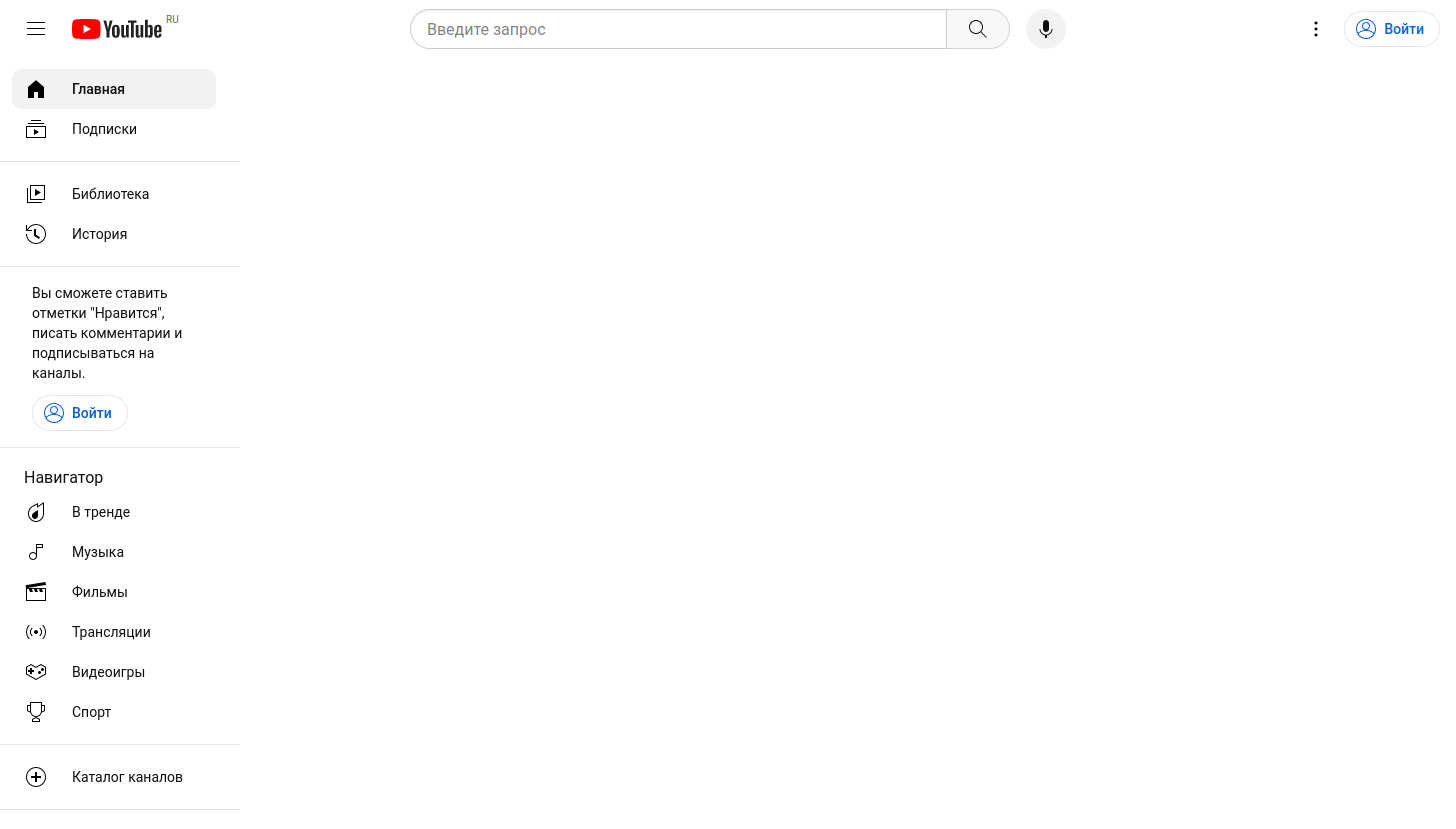 YouTube RU
Введите запрос
Войти
Главная
Подписки
Библиотека
История
Вы сможете ставить
отметки "Нравится",
писать комментарии и
подписываться на
каналы.
Войти
Навигатор
В тренде
Музыка
Фильмы
Трансляции
Видеоигры
Спорт
Каталог каналов